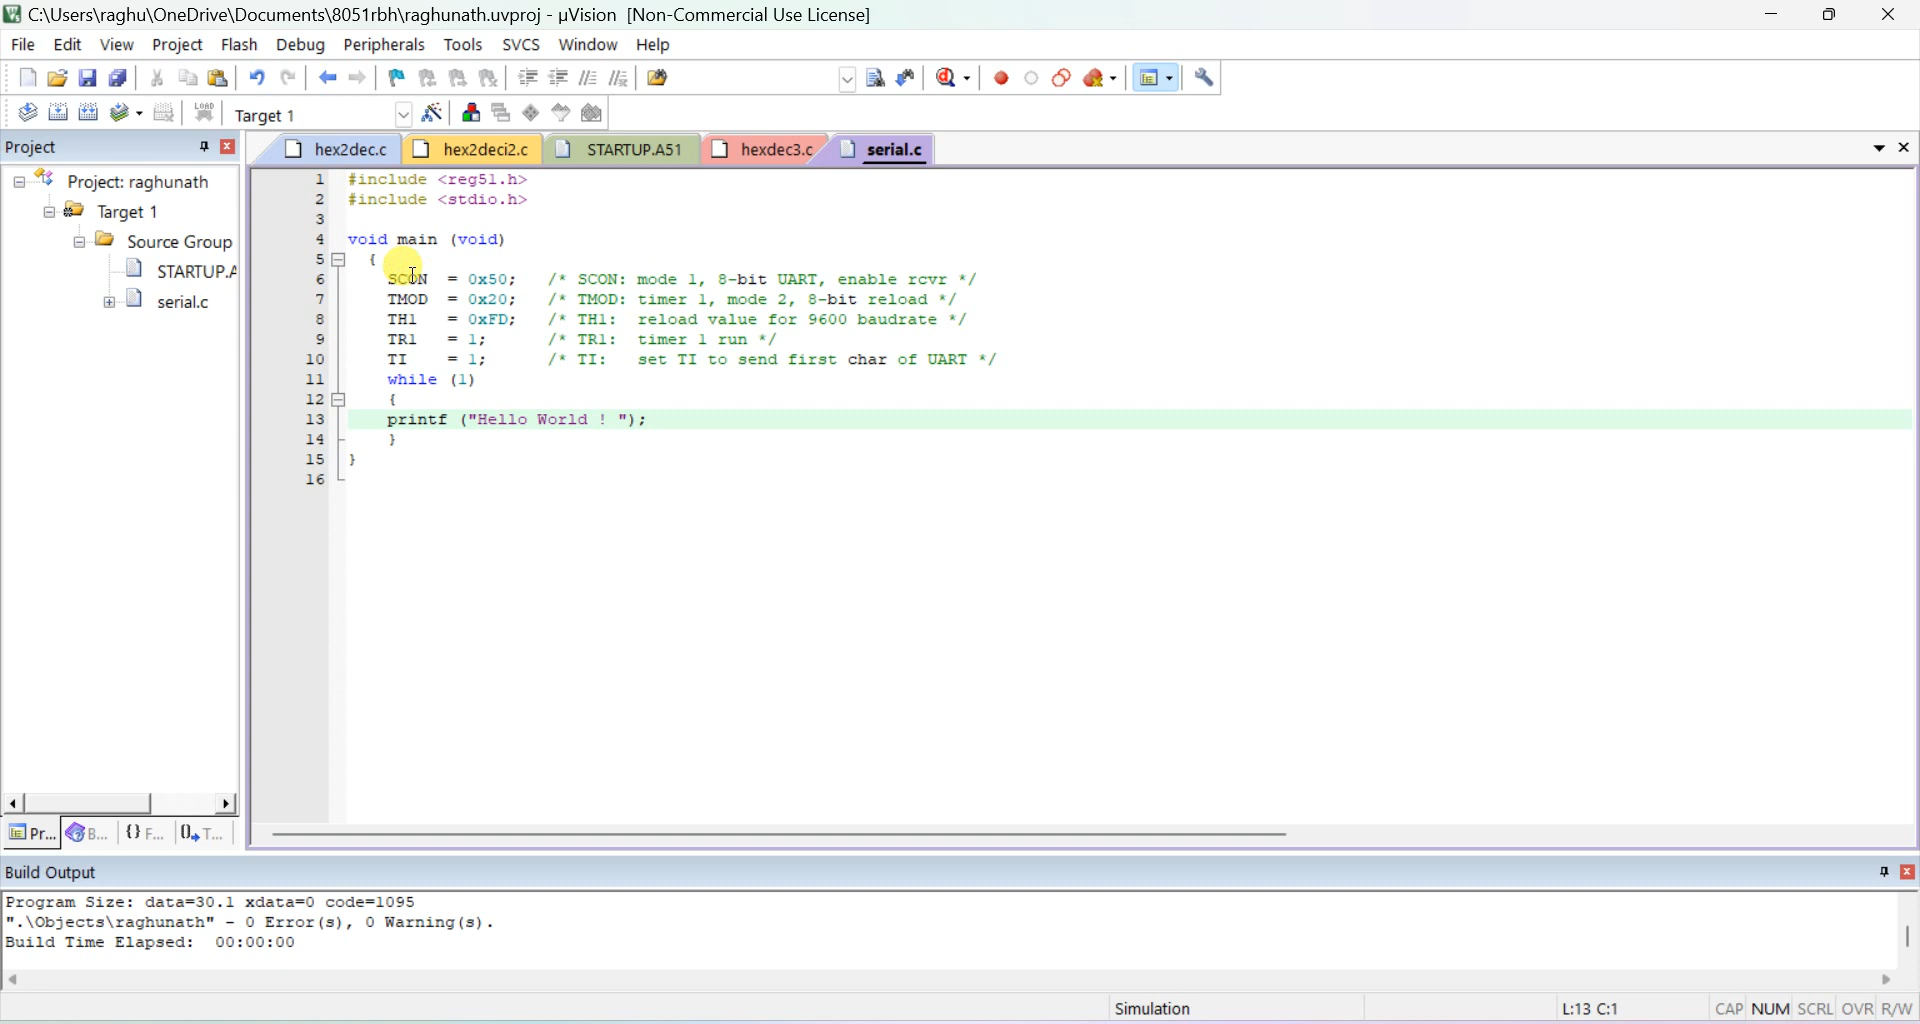 C:\Users\raghu\OneDrive\Documents\8051rbh\raghunath.uvproj - µVision [Non-Commercial Use License]
File Edit View Project Flash Debug Peripherals Tools SVCS Window Help
LOAD Target 1
Project hex2dec.c hex2deci2.c STARTUP.A51 hexdec3.c serial.c
Project: raghunath
Target 1
Source Group
STARTUP.A
serial.c
1 #include <reg51.h>
2 #include <stdio.h>
3
4 void main (void)
5 {
6 SCON = 0x50; /* SCON: mode 1, 8-bit UART, enable rcvr */
7 TMOD = 0x20; /* TMOD: timer 1, mode 2, 8-bit reload */
8 TH1 = 0xFD; /* TH1: reload value for 9600 baudrate */
9 TR1 = 1; /* TR1: timer 1 run */
10 TI = 1; /* TI: set TI to send first char of UART */
11 while (1)
12 {
13 printf ("Hello World ! ");
14 }
15 }
16
Pr... B... {} F... 0 T...
Build Output
Program Size: data=30.1 xdata=0 code=1095
".\Objects\raghunath" - 0 Error(s), 0 Warning(s).
Build Time Elapsed: 00:00:00
Simulation L:13 C:1 CAP NUM SCRL OVR R/W